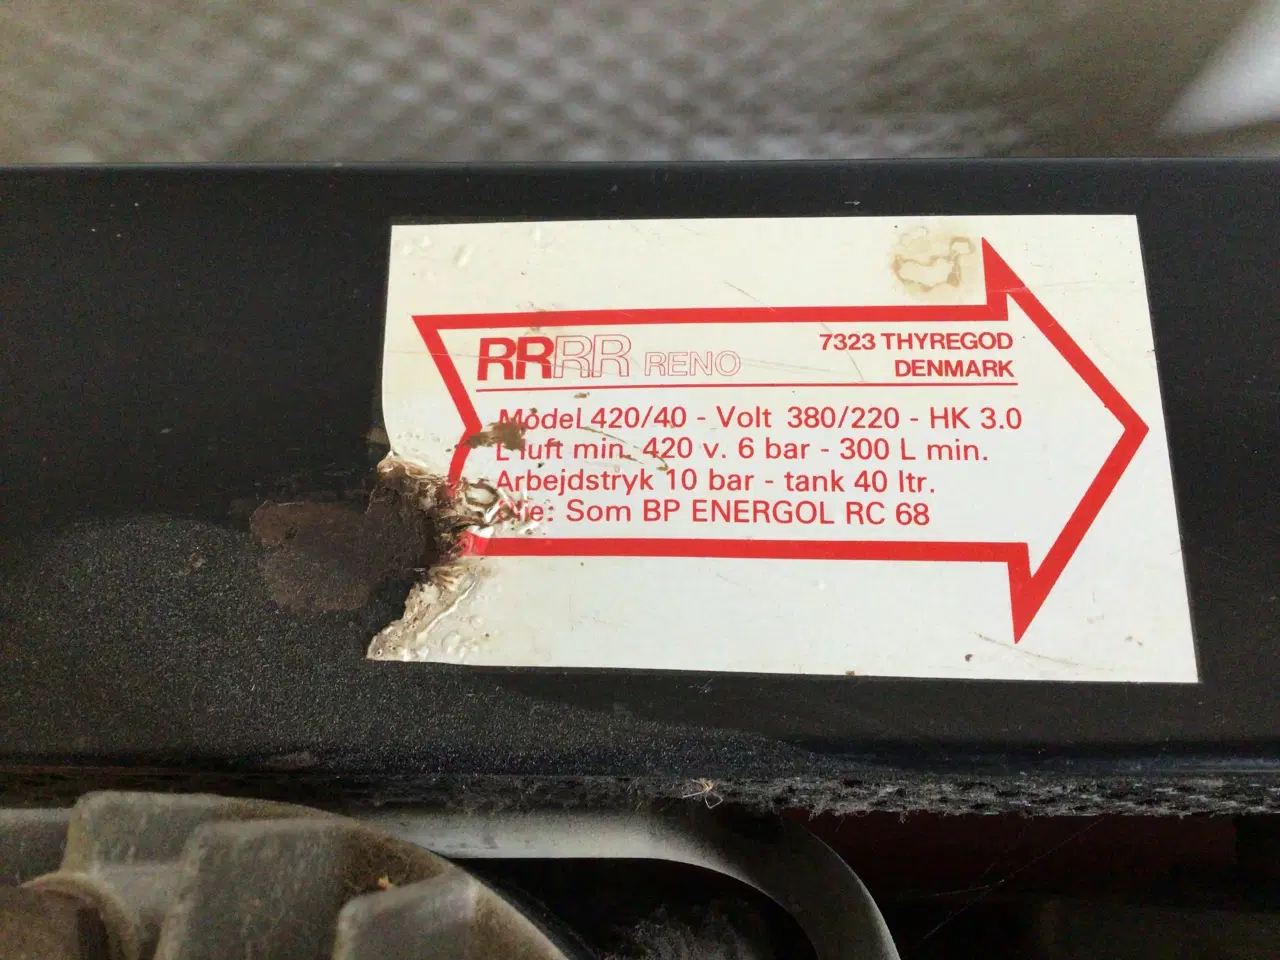 RRRR RENO
7323 THYREGOD
DENMARK
Model 420/40 - Volt 380/220 - HK 3.0
L luft min. 420 v. 6 bar - 300 L min.
Arbejdstryk 10 bar - tank 40 ltr.
Olie: Som BP ENERGOL RC 68